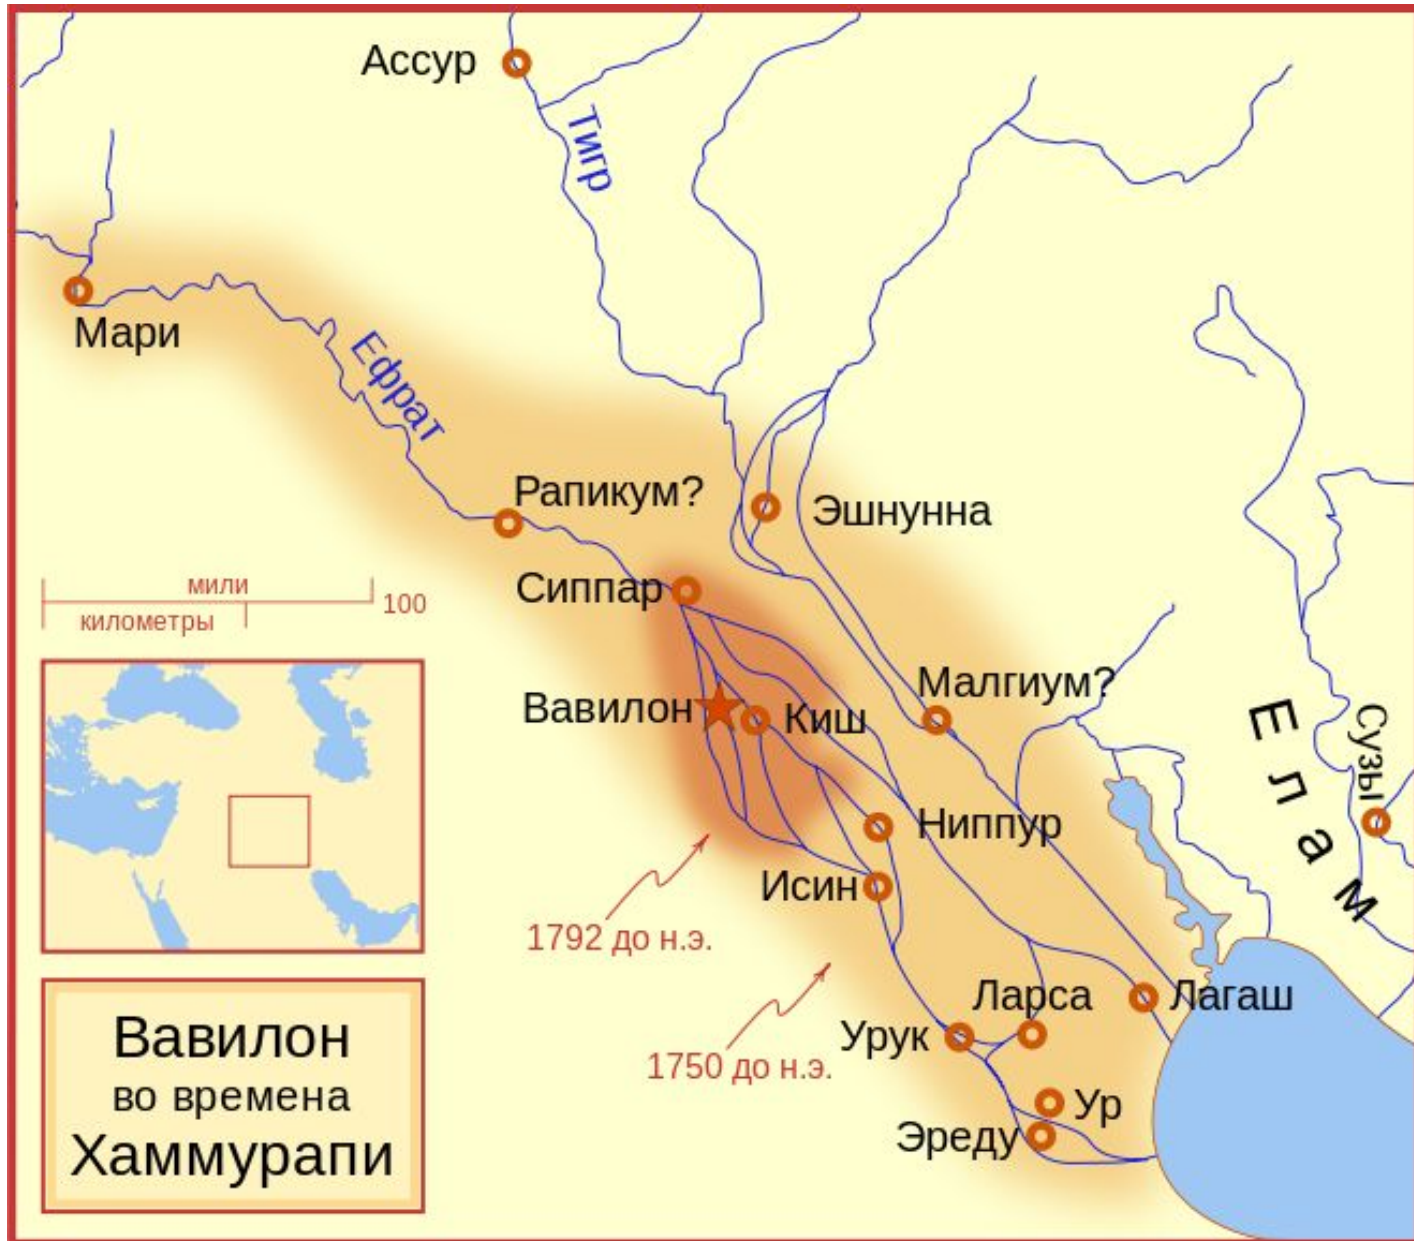 Ассур
Тигр
Мари
Ефрат
Рапикум?
Эшнунна
Сиппар
мили
километры
100
Вавилон
Киш
Малгиум?
Елам
Сузы
Ниппур
Исин
1792 до н.э.
Ларса
Лагаш
Урук
1750 до н.э.
Ур
Эреду
Вавилон
во времена
Хаммурапи